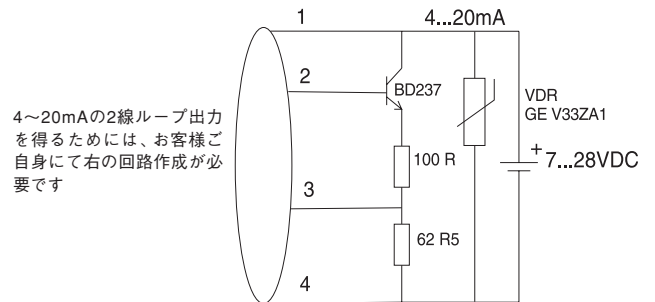 1
4...20mA
2
BD237
VDR
GE V33ZA1
4～20mAの2線ループ出力
を得るためには、お客様ご
自身にて右の回路作成が必
要です
100 R
+ 7...28VDC
3
62 R5
4